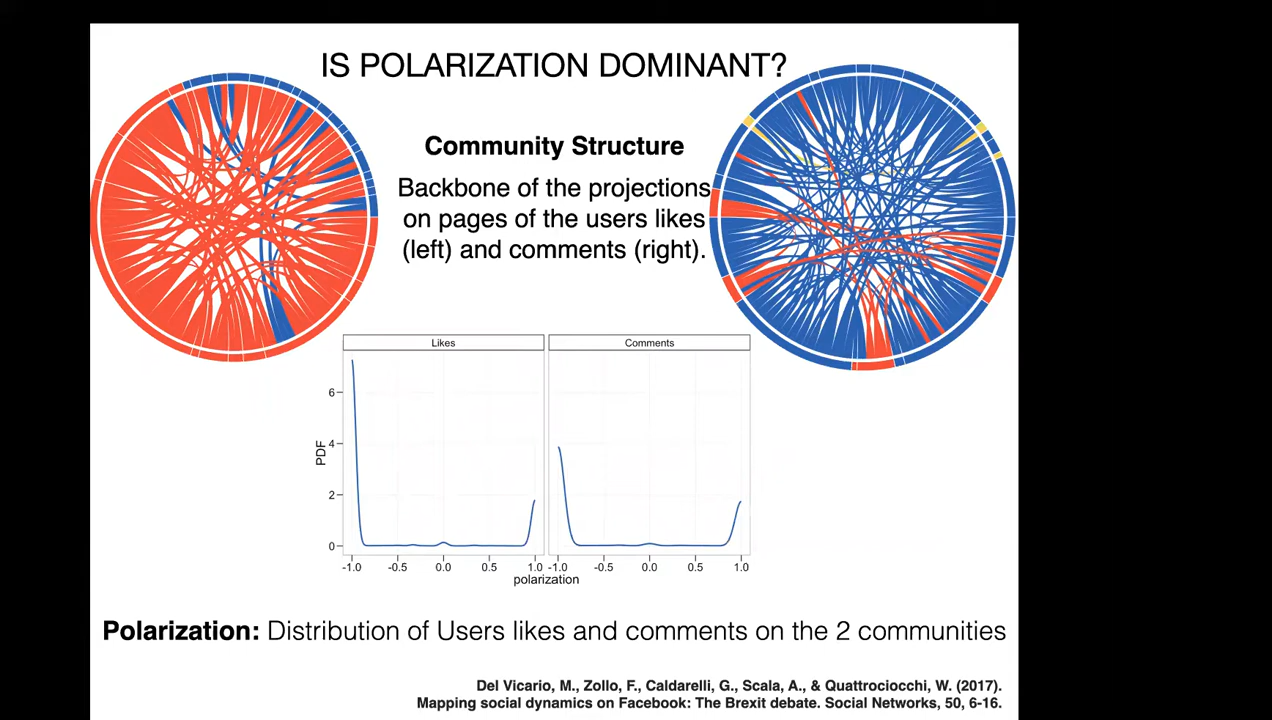 IS POLARIZATION DOMINANT?
Community Structure
Backbone of the projections
on pages of the users likes
(left) and comments (right).
Likes
Comments
PDF
6
4
2
0
-1.0 -0.5 0.0 0.5 1.0 -1.0 -0.5 0.0 0.5 1.0
polarization
Polarization: Distribution of Users likes and comments on the 2 communities
Del Vicario, M., Zollo, F., Caldarelli, G., Scala, A., & Quattrociocchi, W. (2017).
Mapping social dynamics on Facebook: The Brexit debate. Social Networks, 50, 6-16.